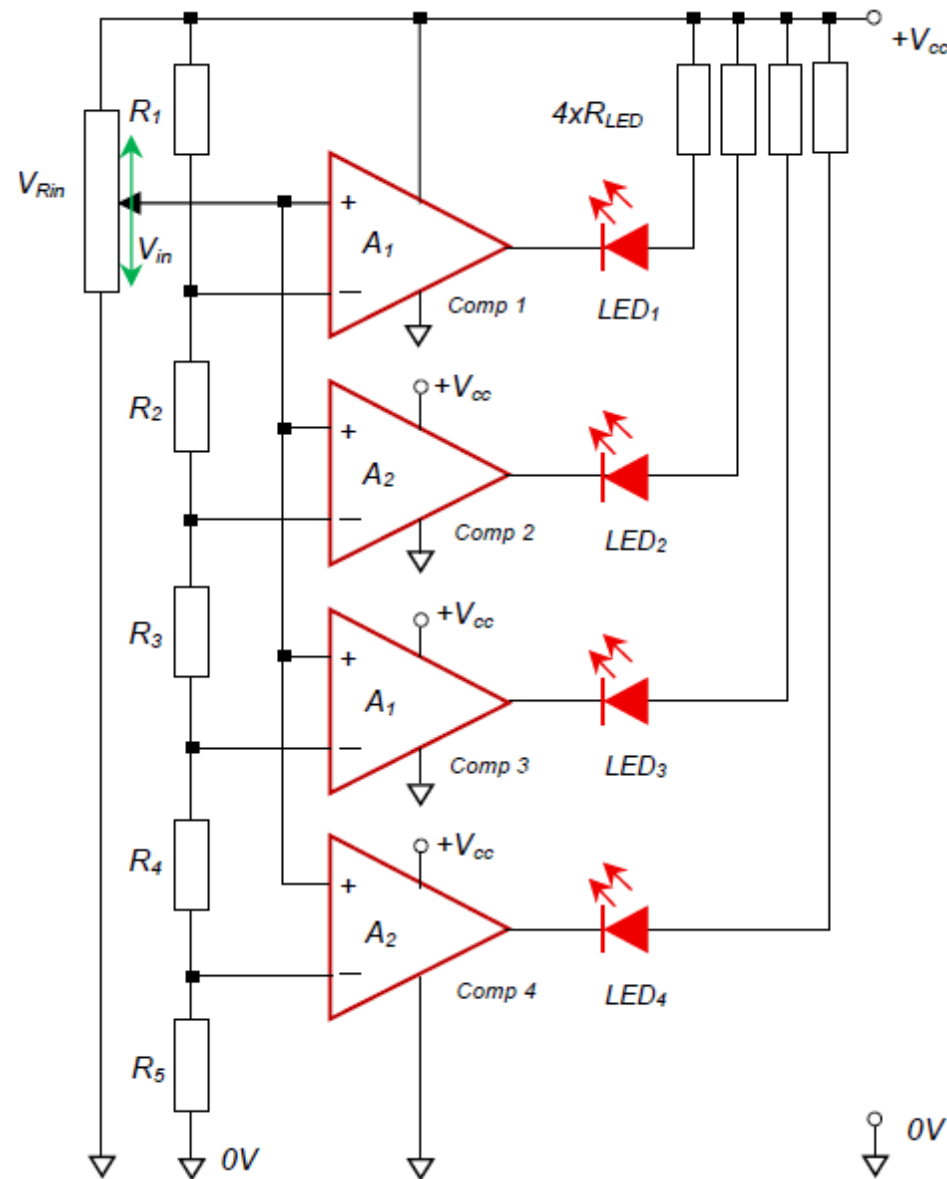 +Vcc
R1
4xRLED
VRin
+
A1
Vin
–
Comp 1
LED1
+Vcc
R2
+
A2
–
Comp 2
LED2
+Vcc
R3
+
A1
–
Comp 3
LED3
+Vcc
R4
+
A2
–
Comp 4
LED4
R5
0V
0V